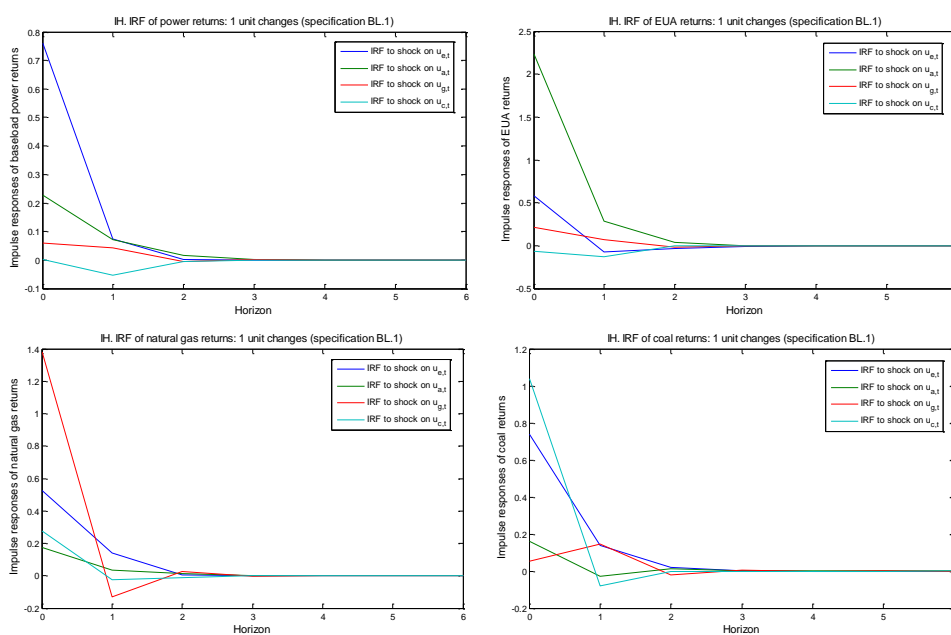 IH. IRF of power returns: 1 unit changes (specification BL.1)
0.8
0.7
0.6
0.5
0.4
0.3
0.2
0.1
0
-0.1
Impulse responses of baseload power returns
IRF to shock on u_e,t
IRF to shock on u_a,t
IRF to shock on u_g,t
IRF to shock on u_c,t
0 1 2 3 4 5 6
Horizon
IH. IRF of EUA returns: 1 unit changes (specification BL.1)
2.5
2
1.5
1
0.5
0
-0.5
Impulse responses of EUA returns
IRF to shock on u_e,t
IRF to shock on u_a,t
IRF to shock on u_g,t
IRF to shock on u_c,t
0 1 2 3 4 5
Horizon
IH. IRF of natural gas returns: 1 unit changes (specification BL.1)
1.4
1.2
1
0.8
0.6
0.4
0.2
0
-0.2
Impulse responses of natural gas returns
IRF to shock on u_e,t
IRF to shock on u_a,t
IRF to shock on u_g,t
IRF to shock on u_c,t
0 1 2 3 4 5 6
Horizon
IH. IRF of coal returns: 1 unit changes (specification BL.1)
1.2
1
0.8
0.6
0.4
0.2
0
-0.2
Impulse responses of coal returns
IRF to shock on u_e,t
IRF to shock on u_a,t
IRF to shock on u_g,t
IRF to shock on u_c,t
0 1 2 3 4 5
Horizon